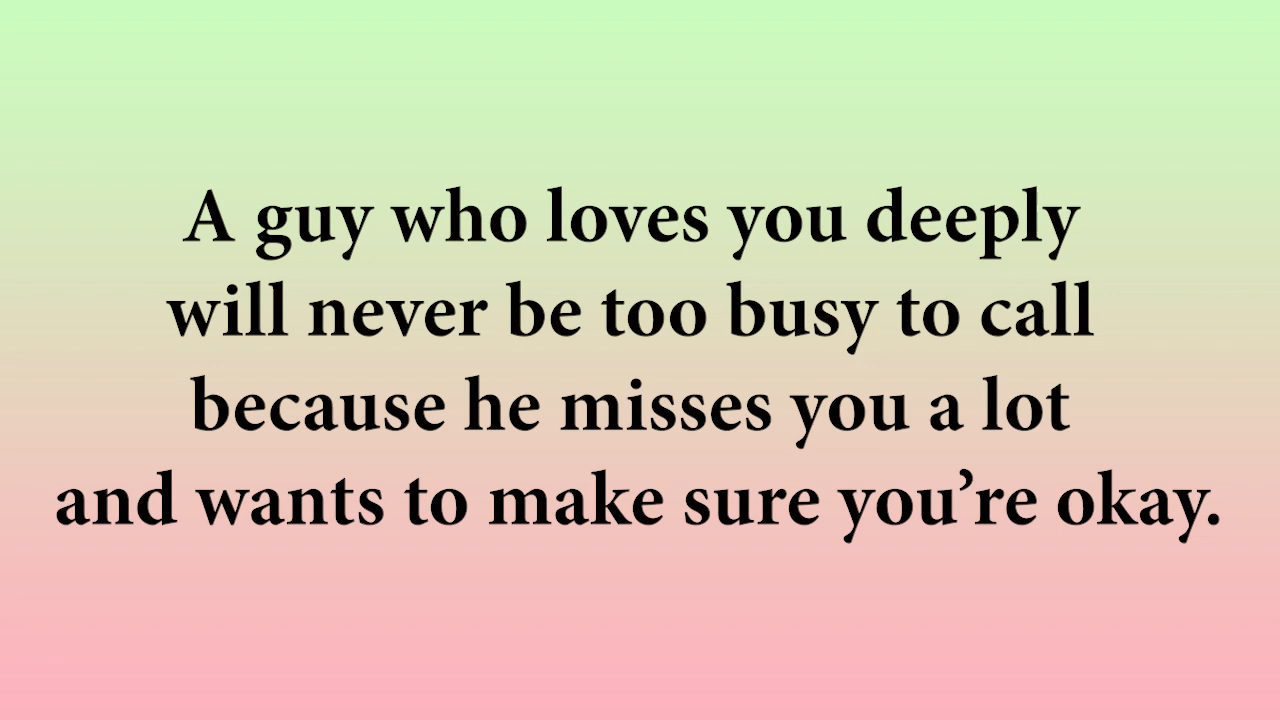 A guy who loves you deeply
will never be too busy to call
because he misses you a lot
and wants to make sure you’re okay.